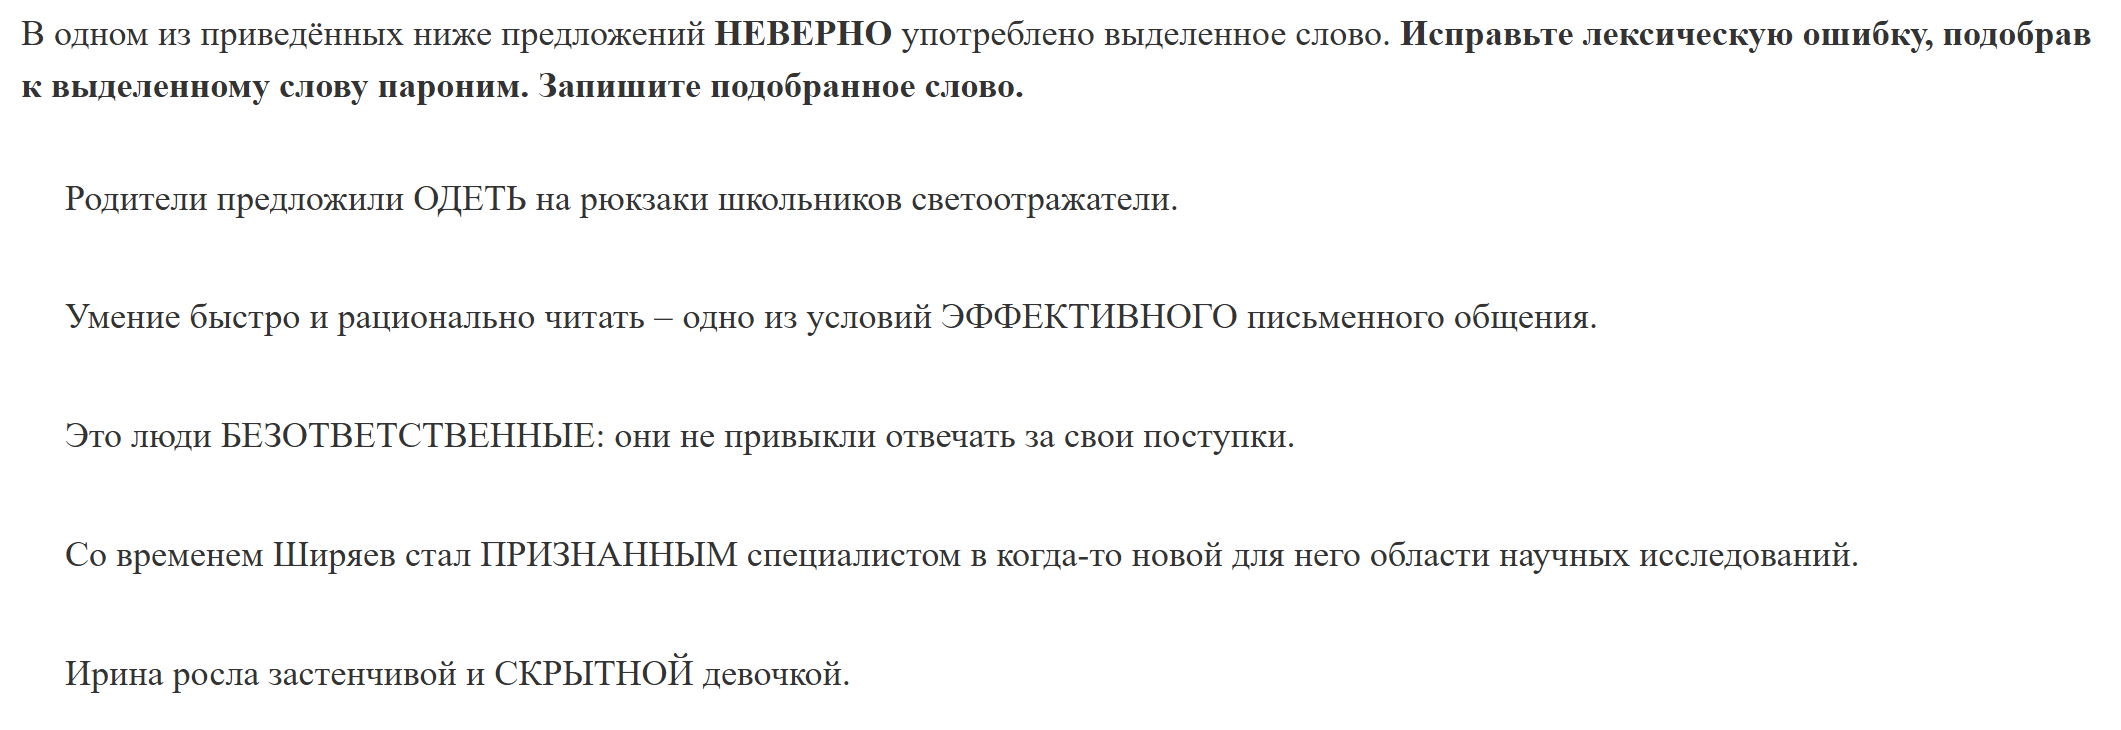 В одном из приведённых ниже предложений НЕВЕРНО употреблено выделенное слово. Исправьте лексическую ошибку, подобрав
к выделенному слову пароним. Запишите подобранное слово.
Родители предложили ОДЕТЬ на рюкзаки школьников светоотражатели.
Умение быстро и рационально читать – одно из условий ЭФФЕКТИВНОГО письменного общения.
Это люди БЕЗОТВЕТСТВЕННЫЕ: они не привыкли отвечать за свои поступки.
Со временем Ширяев стал ПРИЗНАННЫМ специалистом в когда-то новой для него области научных исследований.
Ирина росла застенчивой и СКРЫТНОЙ девочкой.